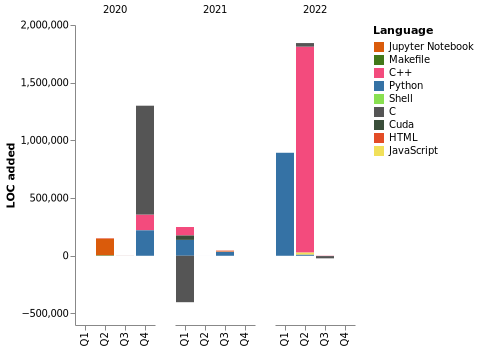 2020 2021 2022
2,000,000
1,500,000
1,000,000
500,000
0
−500,000
LOC added
Q1 Q2 Q3 Q4 Q1 Q2 Q3 Q4 Q1 Q2 Q3 Q4
Language
Jupyter Notebook
Makefile
C++
Python
Shell
C
Cuda
HTML
JavaScript